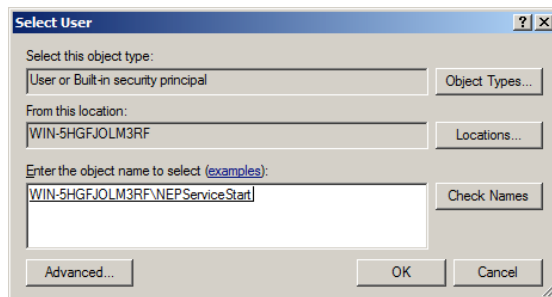 Select User
Select this object type:
User or Built-in security principal
Object Types...
From this location:
WIN-5HGFJOLM3RF
Locations...
Enter the object name to select (examples):
WIN-5HGFJOLM3RF\NEPServiceStart
Check Names
Advanced...
OK
Cancel